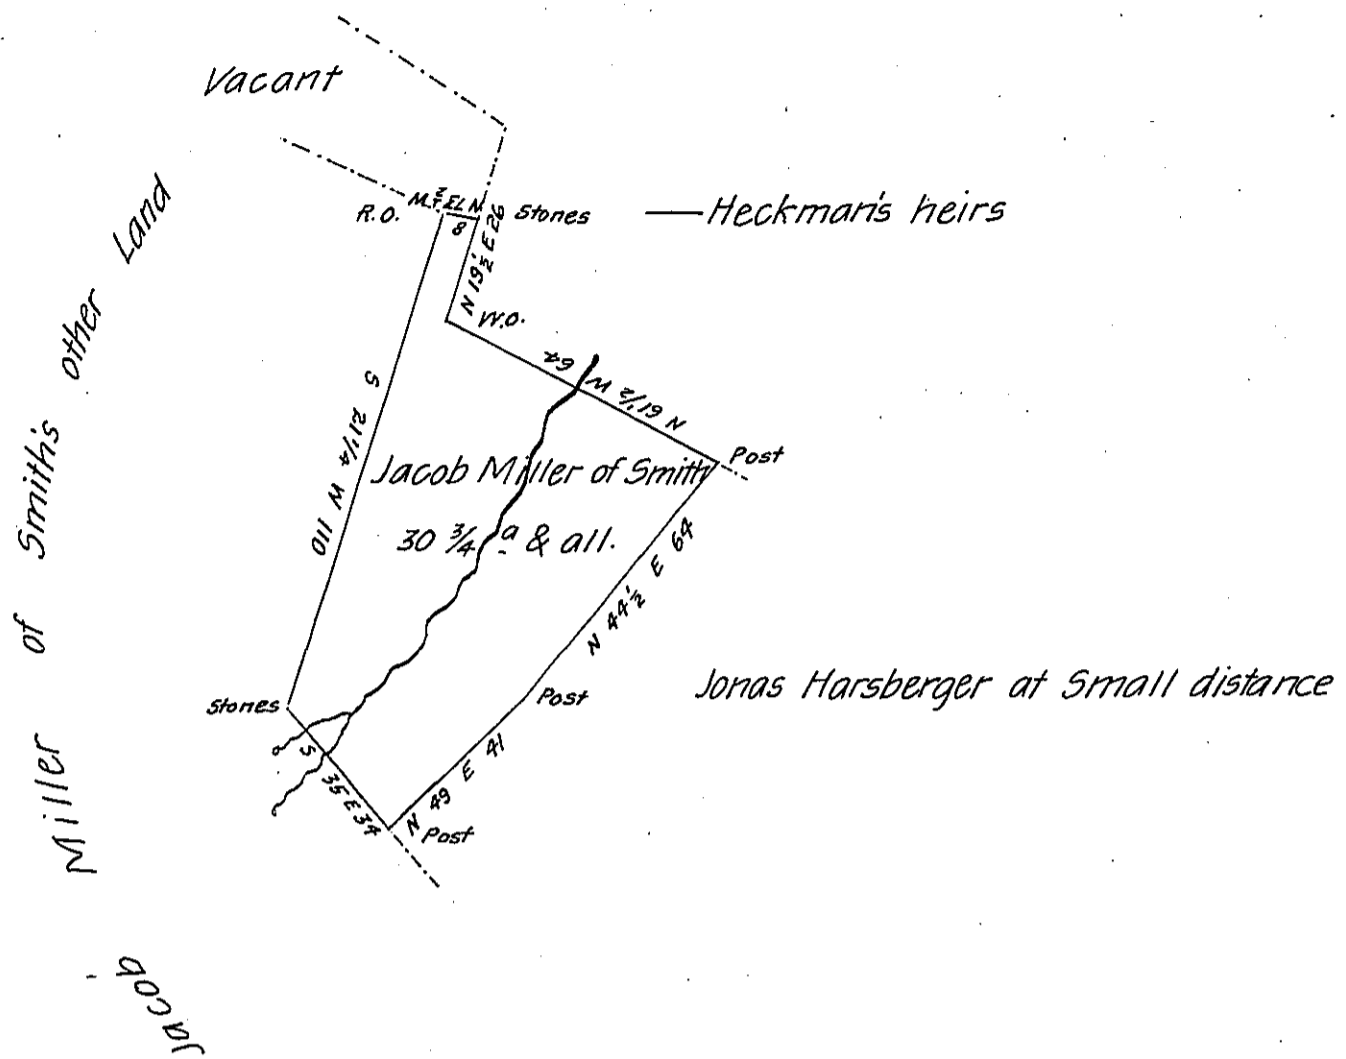 Vacant
R.O.
8
Stones
—Heckman's heirs
N 19½ E 26
W.O.
N 61½ W 64
Post
S 21¼ W 110
Jacob Miller of Smith
30 ¾ a & all.
N 44½ E 64
Post
Jonas Harsberger at Small distance
Stones
S 35 E 34
N 49 E 41
Post
Jacob Miller of Smith's other Land